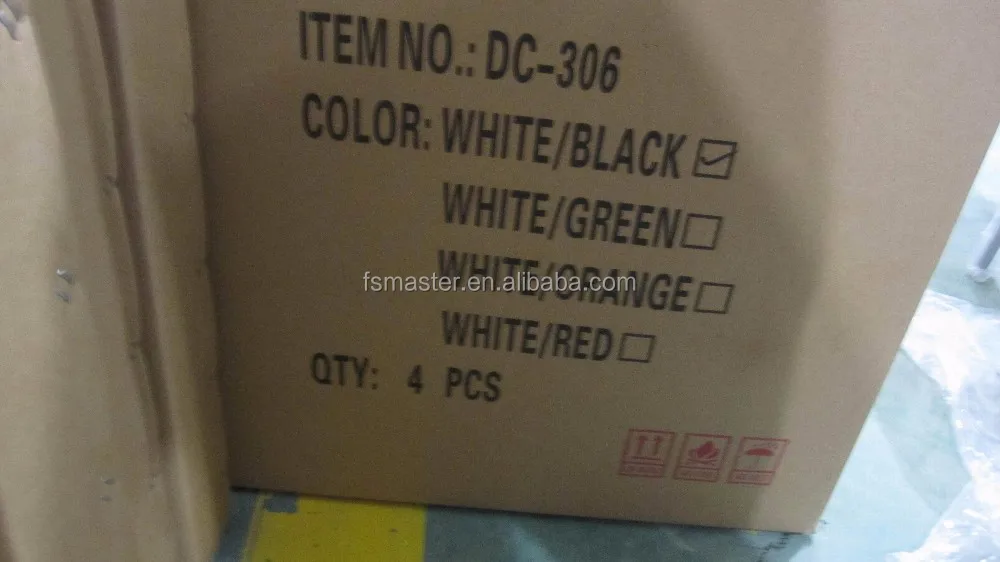 ITEM NO.: DC-306
COLOR: WHITE/BLACK
WHITE/GREEN
fsmaster.en.alibaba.com
WHITE/ORANGE
WHITE/RED
QTY: 4 PCS